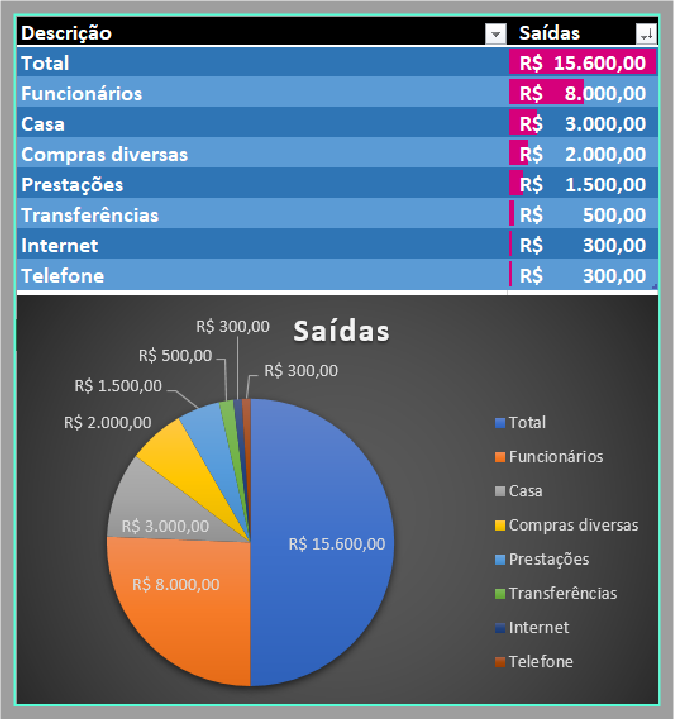 Descrição Saídas
Total R$ 15.600,00
Funcionários R$ 8.000,00
Casa R$ 3.000,00
Compras diversas R$ 2.000,00
Prestações R$ 1.500,00
Transferências R$ 500,00
Internet R$ 300,00
Telefone R$ 300,00
Saídas
R$ 300,00
R$ 500,00
R$ 300,00
R$ 1.500,00
R$ 2.000,00
R$ 3.000,00
R$ 15.600,00
R$ 8.000,00
Total
Funcionários
Casa
Compras diversas
Prestações
Transferências
Internet
Telefone